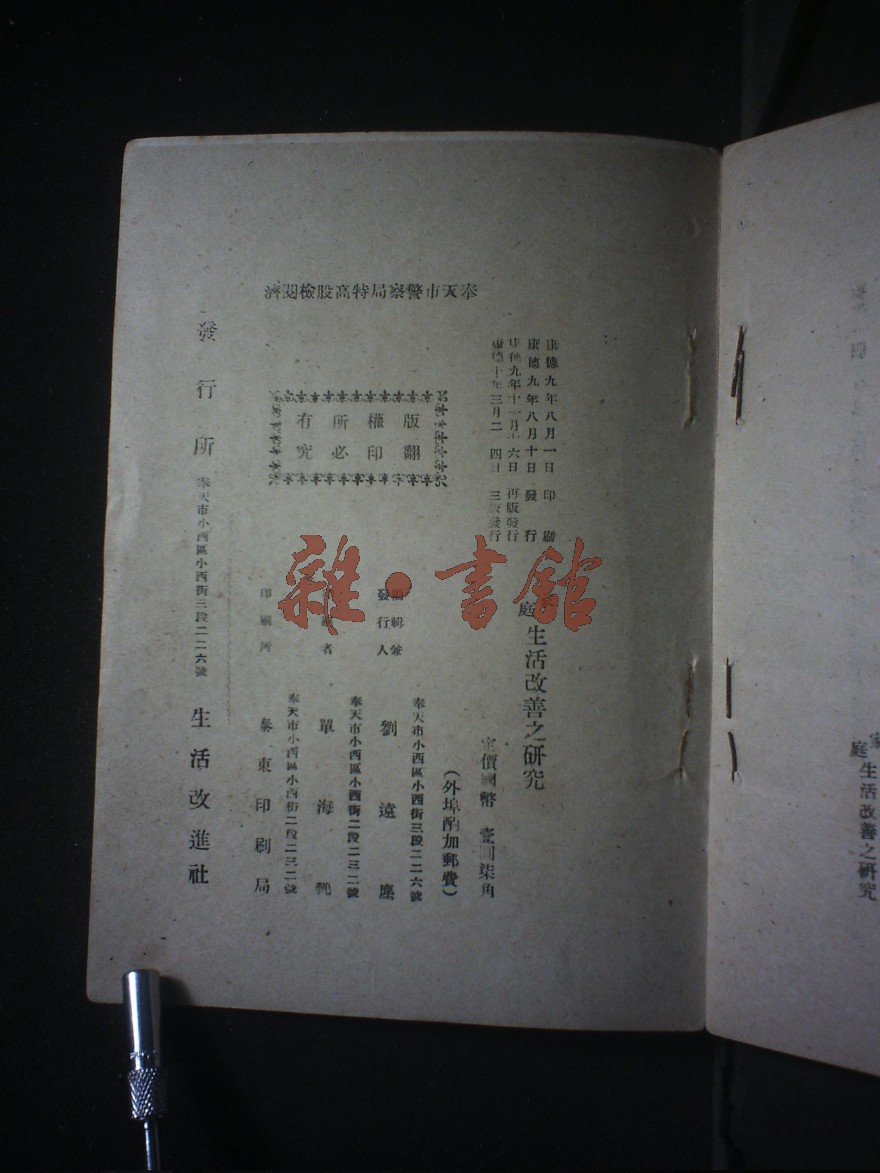 奉天市警察局特高股檢閱濟
康德九年八月一日 印刷
康德九年八月十日 發行
康德九年十一月十六日 再版發行
康德十年三月二 四日 三版發行
版權所有
翻印必究
庭 生活改善之研究
定價國幣 壹圓柒角
(外埠酌加郵費)
奉天市小西區小西街三段二二六號
編輯兼
發行人 劉遠塵
奉天市小西區小西街二段二三二號
者 單海
奉天市小西區小西街二段二三二號
印刷所 泰東印刷局
發行所 奉天市小西區小西街三段二二六號 生活改進社
家
庭 生活改善之研究
雜·書館